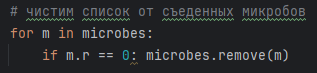 # чистим список от съеденных микробов
for m in microbes:
    if m.r == 0: microbes.remove(m)